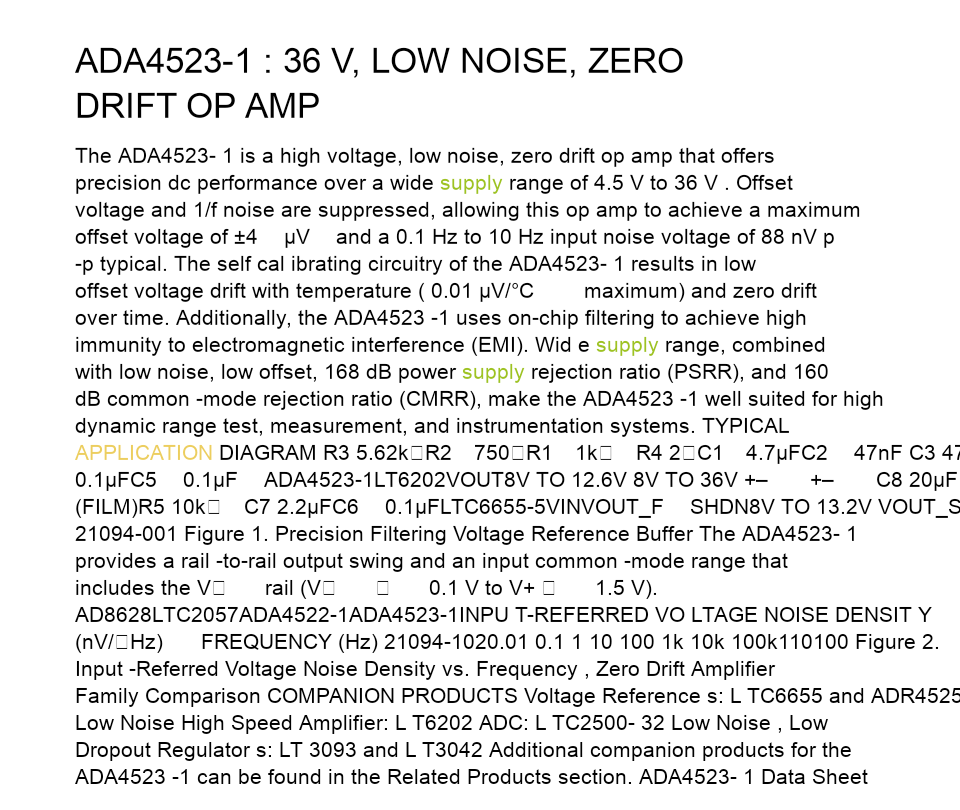 ADA4523-1 : 36 V, LOW NOISE, ZERO
DRIFT OP AMP
The ADA4523- 1 is a high voltage, low noise, zero drift op amp that offers
precision dc performance over a wide supply range of 4.5 V to 36 V . Offset
voltage and 1/f noise are suppressed, allowing this op amp to achieve a maximum
offset voltage of ±4 μV and a 0.1 Hz to 10 Hz input noise voltage of 88 nV p
-p typical. The self cal ibrating circuitry of the ADA4523- 1 results in low
offset voltage drift with temperature ( 0.01 μV/°C maximum) and zero drift
over time. Additionally, the ADA4523 -1 uses on-chip filtering to achieve high
immunity to electromagnetic interference (EMI). Wid e supply range, combined
with low noise, low offset, 168 dB power supply rejection ratio (PSRR), and 160
dB common -mode rejection ratio (CMRR), make the ADA4523 -1 well suited for high
dynamic range test, measurement, and instrumentation systems. TYPICAL
APPLICATION DIAGRAM R3 5.62k□R2 750□R1 1k□ R4 2□C1 4.7μFC2 47nF C3 47
0.1μFC5 0.1μF ADA4523-1LT6202VOUT8V TO 12.6V 8V TO 36V +– +– C8 20μF
(FILM)R5 10k□ C7 2.2μFC6 0.1μFLTC6655-5VINVOUT_F SHDN8V TO 13.2V VOUT_S
21094-001 Figure 1. Precision Filtering Voltage Reference Buffer The ADA4523- 1
provides a rail -to-rail output swing and an input common -mode range that
includes the V□ rail (V□ □ 0.1 V to V+ □ 1.5 V).
AD8628LTC2057ADA4522-1ADA4523-1INPU T-REFERRED VO LTAGE NOISE DENSIT Y
(nV/□Hz) FREQUENCY (Hz) 21094-1020.01 0.1 1 10 100 1k 10k 100k110100 Figure 2.
Input -Referred Voltage Noise Density vs. Frequency , Zero Drift Amplifier
Family Comparison COMPANION PRODUCTS Voltage Reference s: L TC6655 and ADR4525
Low Noise High Speed Amplifier: L T6202 ADC: L TC2500- 32 Low Noise , Low
Dropout Regulator s: LT 3093 and L T3042 Additional companion products for the
ADA4523 -1 can be found in the Related Products section. ADA4523- 1 Data Sheet